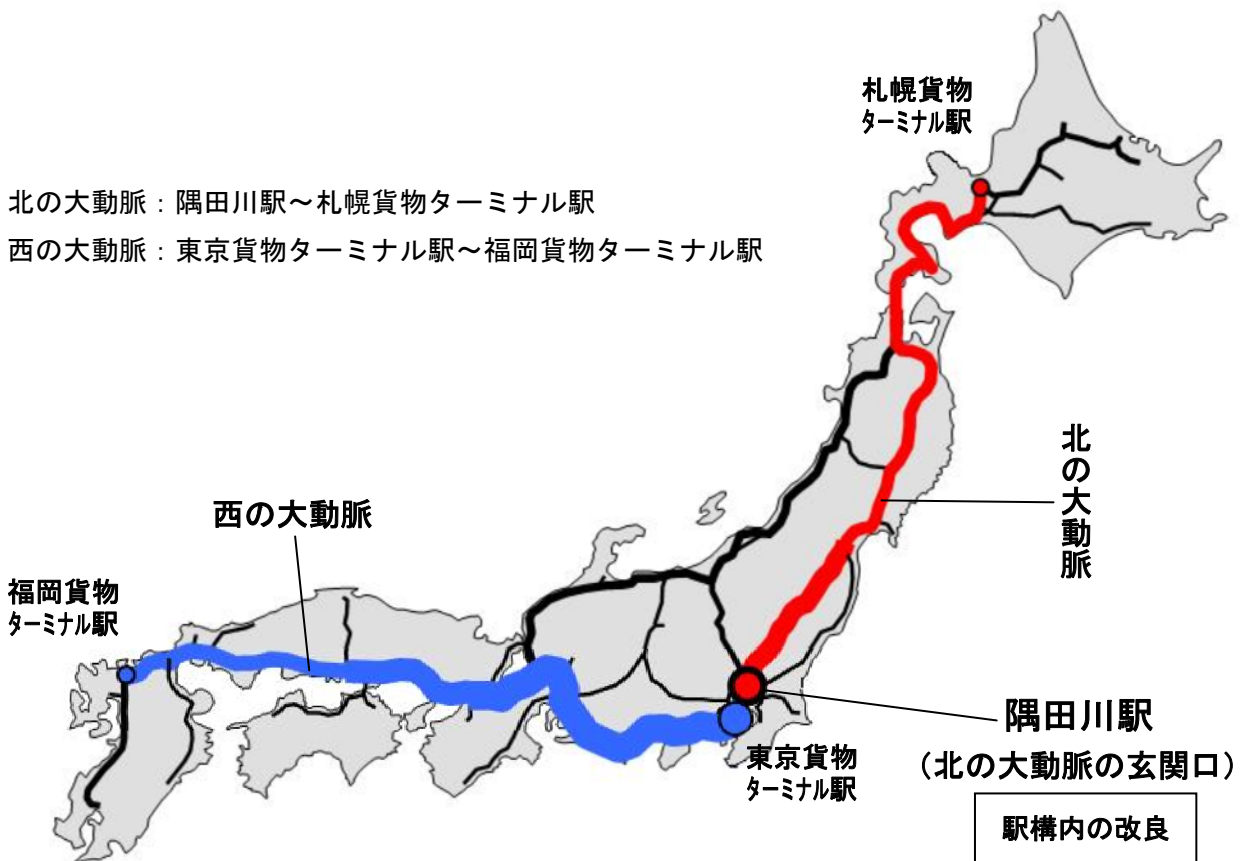 札幌貨物
ターミナル駅
北の大動脈：隅田川駅～札幌貨物ターミナル駅
西の大動脈：東京貨物ターミナル駅～福岡貨物ターミナル駅
北の大動脈
西の大動脈
福岡貨物
ターミナル駅
隅田川駅
（北の大動脈の玄関口）
東京貨物
ターミナル駅
駅構内の改良